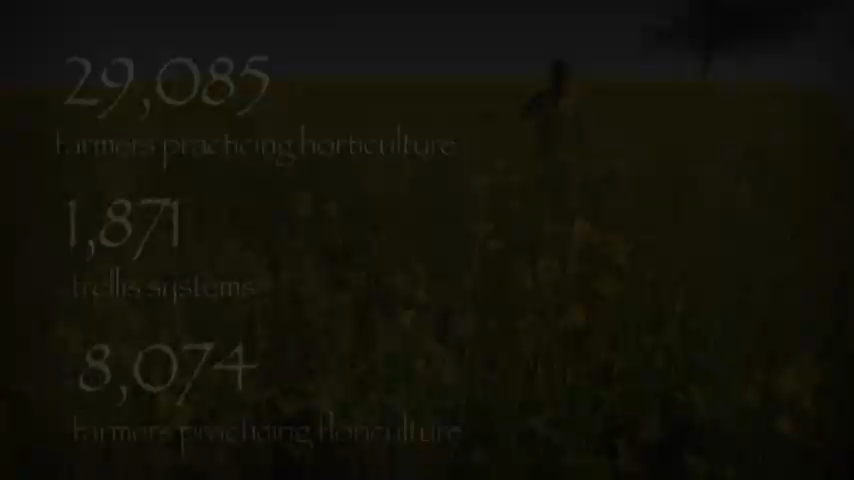 29,085
farmers practicing horticulture
1,871
trellis systems
8,074
farmers practicing floriculture